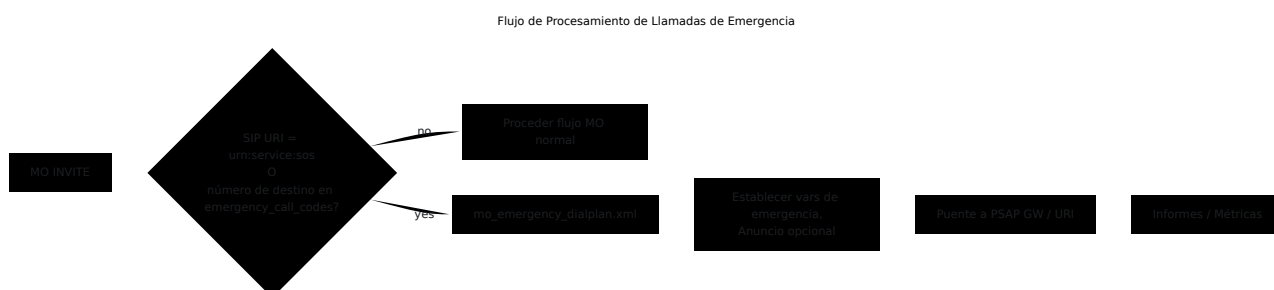 Flujo de Procesamiento de Llamadas de Emergencia
MO INVITE
SIP URI =
urn:service:sos
O
número de destino en
emergency_call_codes?
no
Proceder flujo MO
normal
yes
mo_emergency_dialplan.xml
Establecer vars de
emergencia,
Anuncio opcional
Puente a PSAP GW / URI
Informes / Métricas